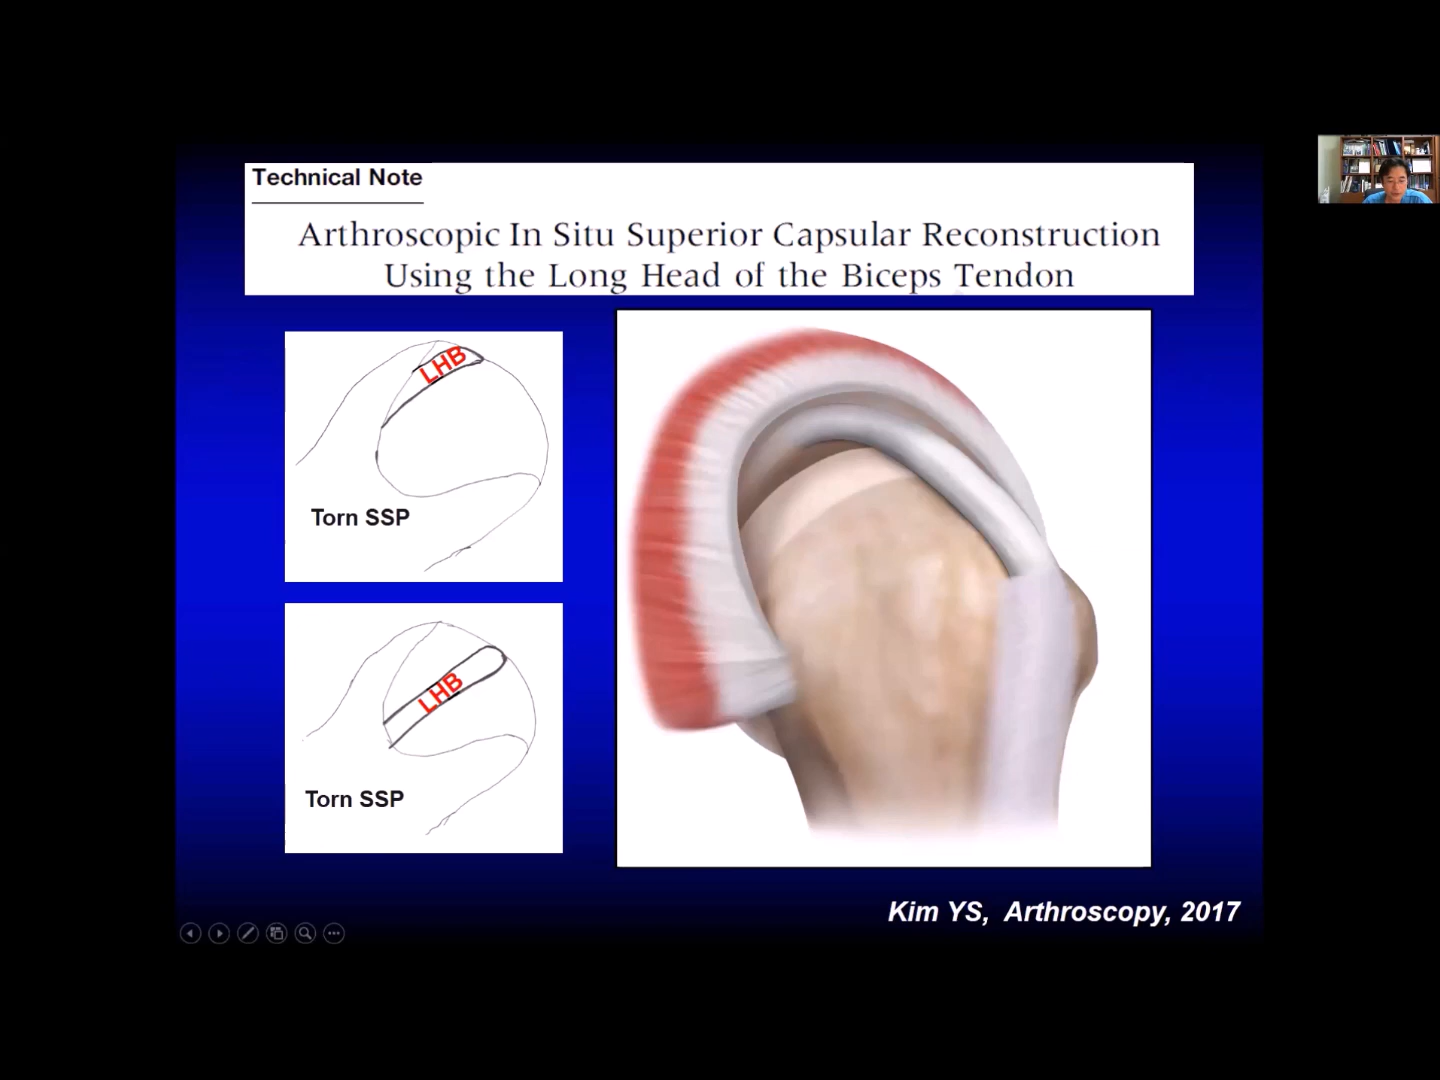 Technical Note
Arthroscopic In Situ Superior Capsular Reconstruction
Using the Long Head of the Biceps Tendon
LHB
Torn SSP
LHB
Torn SSP
Kim YS, Arthroscopy, 2017